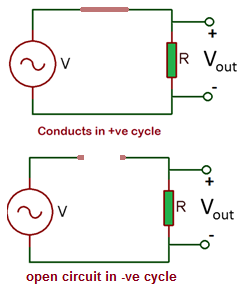 V
R
+
Vout
-
Conducts in +ve cycle
V
R
+
Vout
-
open circuit in -ve cycle